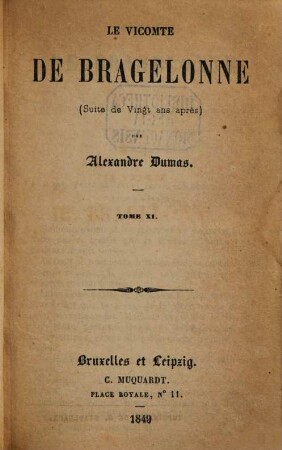 LE VICOMTE
DE BRAGELONNE
(Suite de Vingt ans après)
PAR
Alexandre Dumas.
TOME XI.
Bruxelles et Leipzig.
C. MUQUARDT.
PLACE ROYALE, N° 11.
1849